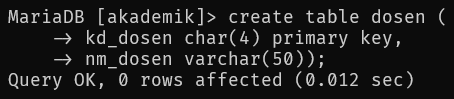 MariaDB [akademik]> create table dosen (
    -> kd_dosen char(4) primary key,
    -> nm_dosen varchar(50));
Query OK, 0 rows affected (0.012 sec)